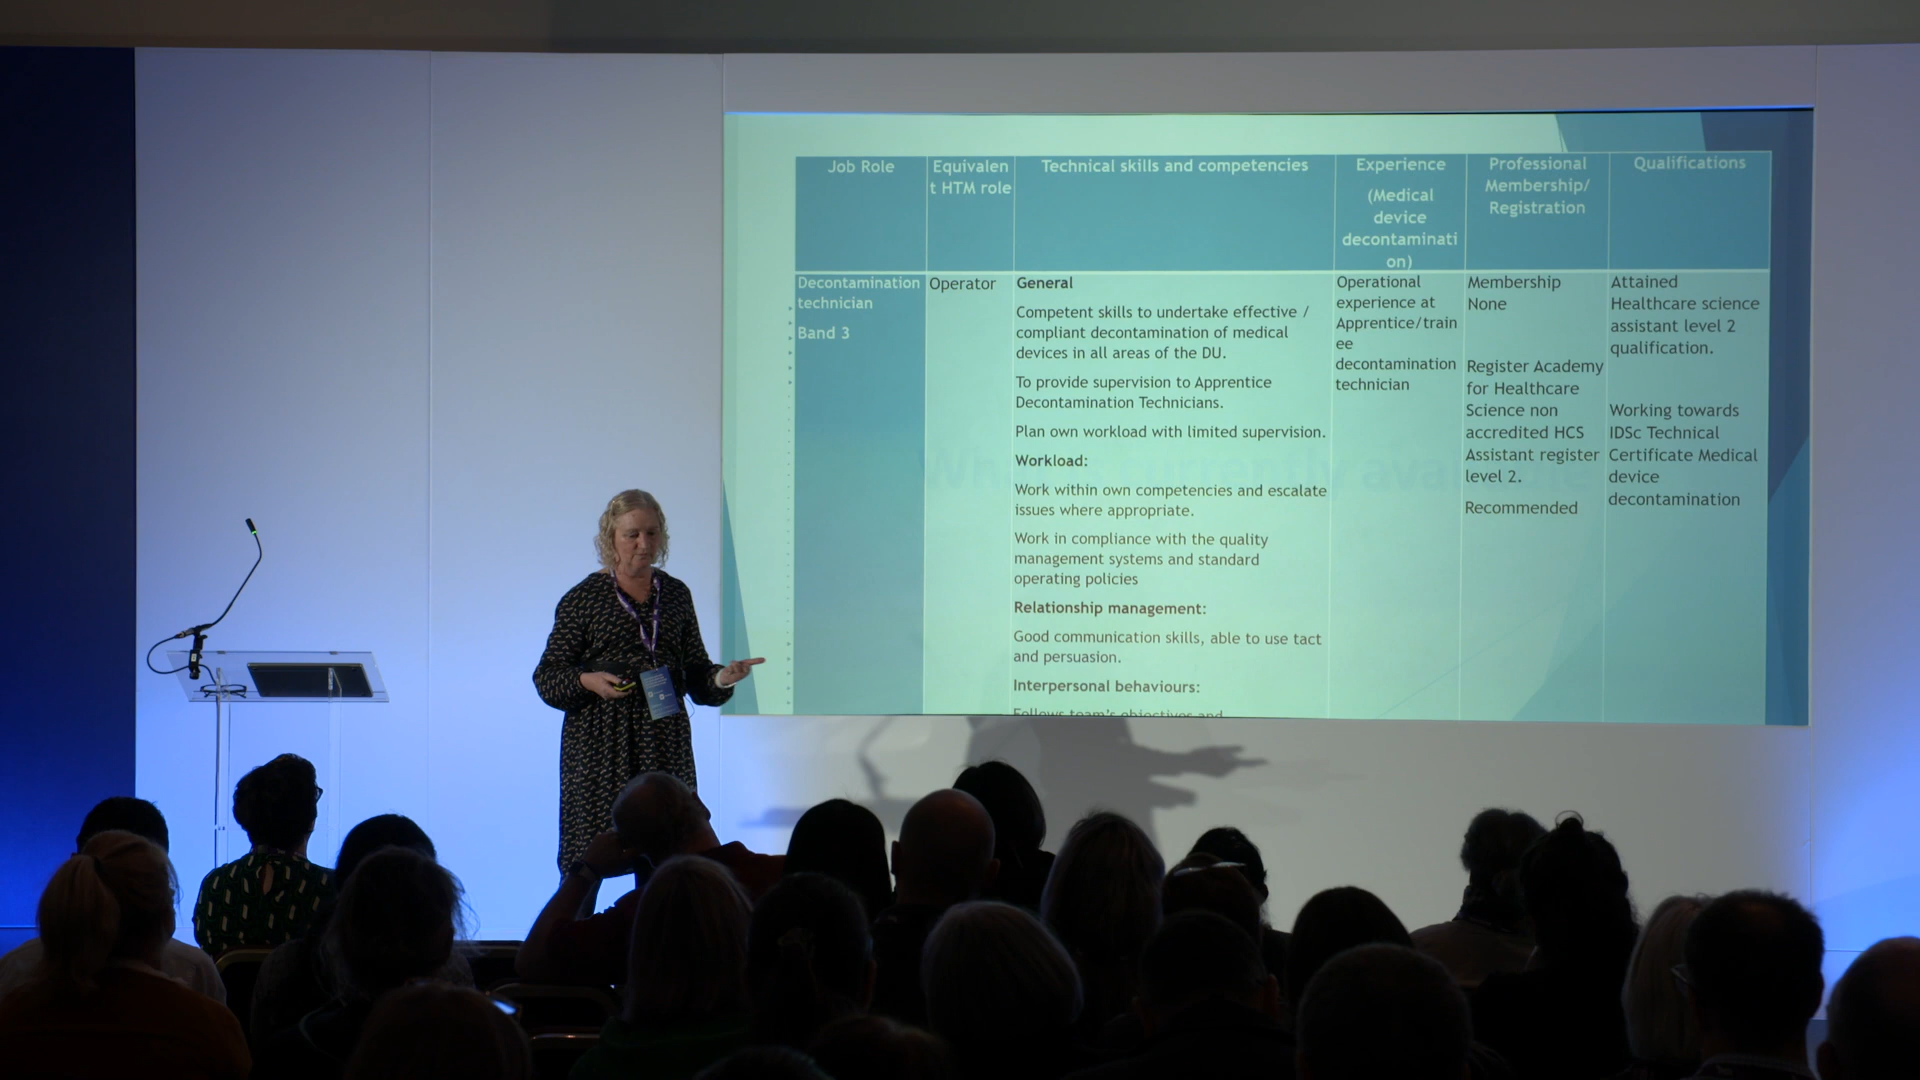 Job Role
Equivalen
t HTM role
Technical skills and competencies
Experience
(Medical
device
decontaminati
on)
Professional
Membership/
Registration
Qualifications
Decontamination
technician
Band 3
Operator
General
Competent skills to undertake effective /
compliant decontamination of medical
devices in all areas of the DU.
To provide supervision to Apprentice
Decontamination Technicians.
Plan own workload with limited supervision.
Workload:
Work within own competencies and escalate
issues where appropriate.
Work in compliance with the quality
management systems and standard
operating policies
Relationship management:
Good communication skills, able to use tact
and persuasion.
Interpersonal behaviours:
Follows team's objectives and
Operational
experience at
Apprentice/train
ee
decontamination
technician
Membership
None
Register Academy
for Healthcare
Science non
accredited HCS
Assistant register
level 2.
Recommended
Attained
Healthcare science
assistant level 2
qualification.
Working towards
IDSc Technical
Certificate Medical
device
decontamination